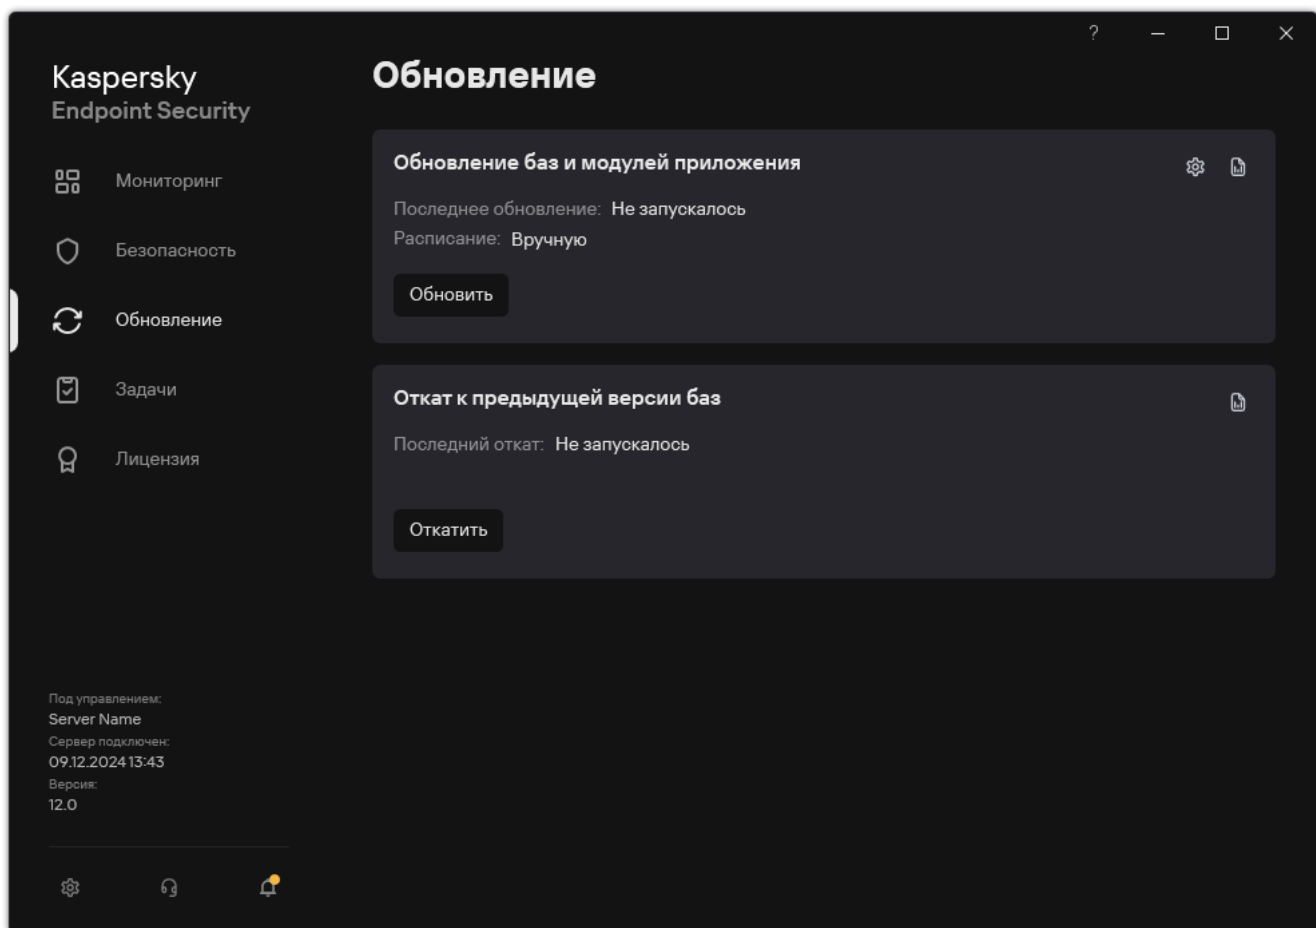 ?
Kaspersky
Endpoint Security
Мониторинг
Безопасность
Обновление
Задачи
Лицензия
Под управлением:
Server Name
Сервер подключен:
09.12.2024 13:43
Версия:
12.0
Обновление
Обновление баз и модулей приложения
Последнее обновление: Не запускалось
Расписание: Вручную
Обновить
Откат к предыдущей версии баз
Последний откат: Не запускалось
Откатить